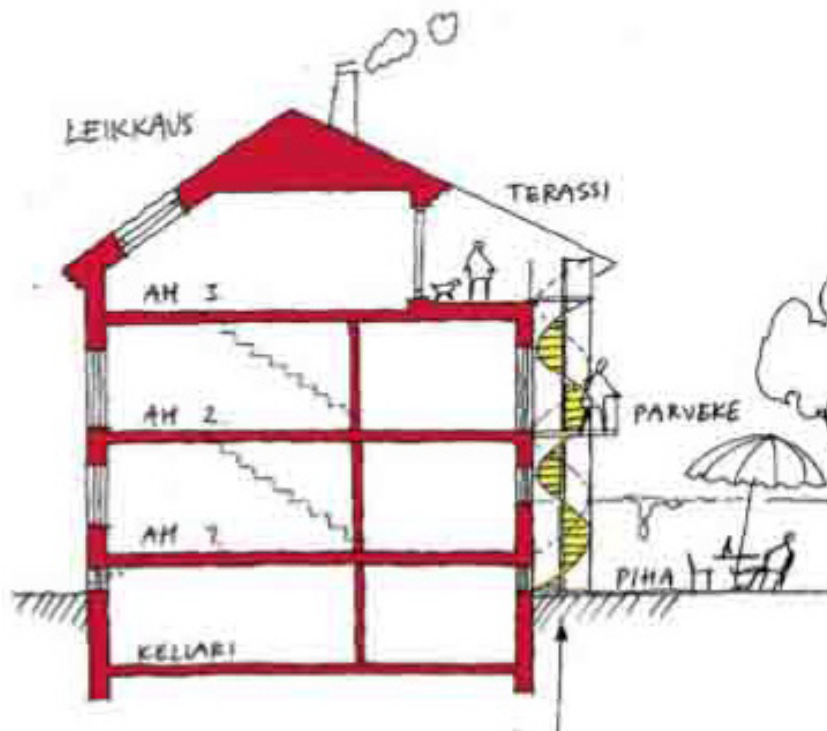 LEIKKAUS
TERASSI
AH 3
AH 2
PARVEKE
AH 1
PIHA
KELLARI